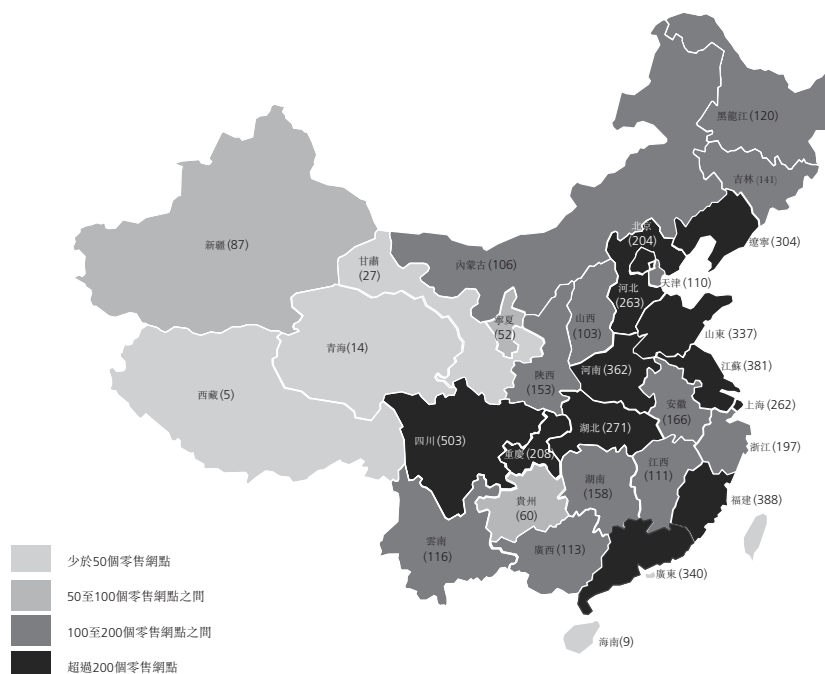 黑龍江(120)
吉林(141)
北京
(204)
遼寧(304)
新疆(87)
甘肅
(27)
內蒙古(106)
天津(110)
河北
(263)
寧夏
(52)
山西
(103)
山東(337)
青海(14)
河南(362)
江蘇(381)
陝西
(153)
西藏(5)
安徽
(166)
上海(262)
四川(503)
湖北(271)
重慶(208)
浙江(197)
江西
(111)
湖南
(158)
福建(388)
貴州
(60)
雲南
(116)
廣西(113)
廣東(340)
海南(9)
少於50個零售網點
50至100個零售網點之間
100至200個零售網點之間
超過200個零售網點